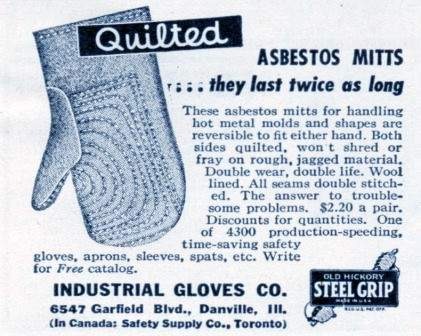 Quilted
ASBESTOS MITTS
... they last twice as long
These asbestos mitts for handling
hot metal molds and shapes are
reversible to fit either hand. Both
sides quilted, won't shred or
fray on rough, jagged material.
Double wear, double life. Wool
lined. All seams double stitch-
ed. The answer to trouble-
some problems. $2.20 a pair.
Discounts for quantities. One
of 4300 production-speeding,
time-saving safety
gloves, aprons, sleeves, spats, etc. Write
for Free catalog.
INDUSTRIAL GLOVES CO.
6547 Garfield Blvd., Danville, Ill.
(In Canada: Safety Supply Co., Toronto)
OLD HICKORY
STEEL GRIP
MADE IN U.S.A.
REG. U.S. PAT. OFF.